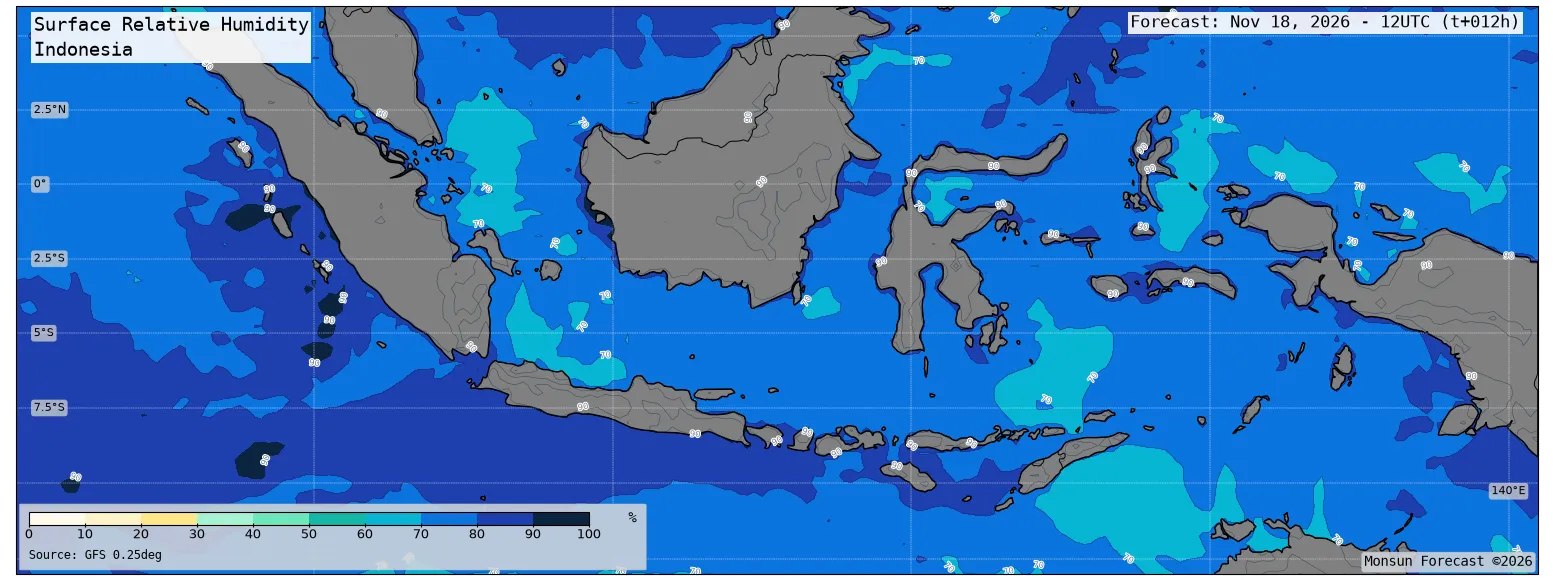 Surface Relative Humidity
Indonesia
Forecast: Nov 18, 2026 - 12UTC (t+012h)
2.5°N
0°
2.5°S
5°S
7.5°S
140°E
0 10 20 30 40 50 60 70 80 90 100 %
Source: GFS 0.25deg
Monsun Forecast ©2026